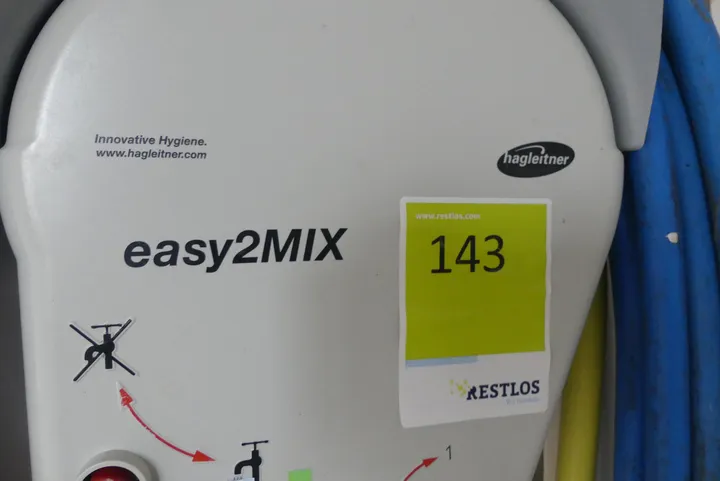 Innovative Hygiene.
www.hagleitner.com
hagleitner
easy2MIX
www.restlos.com
143
RESTLOS
1